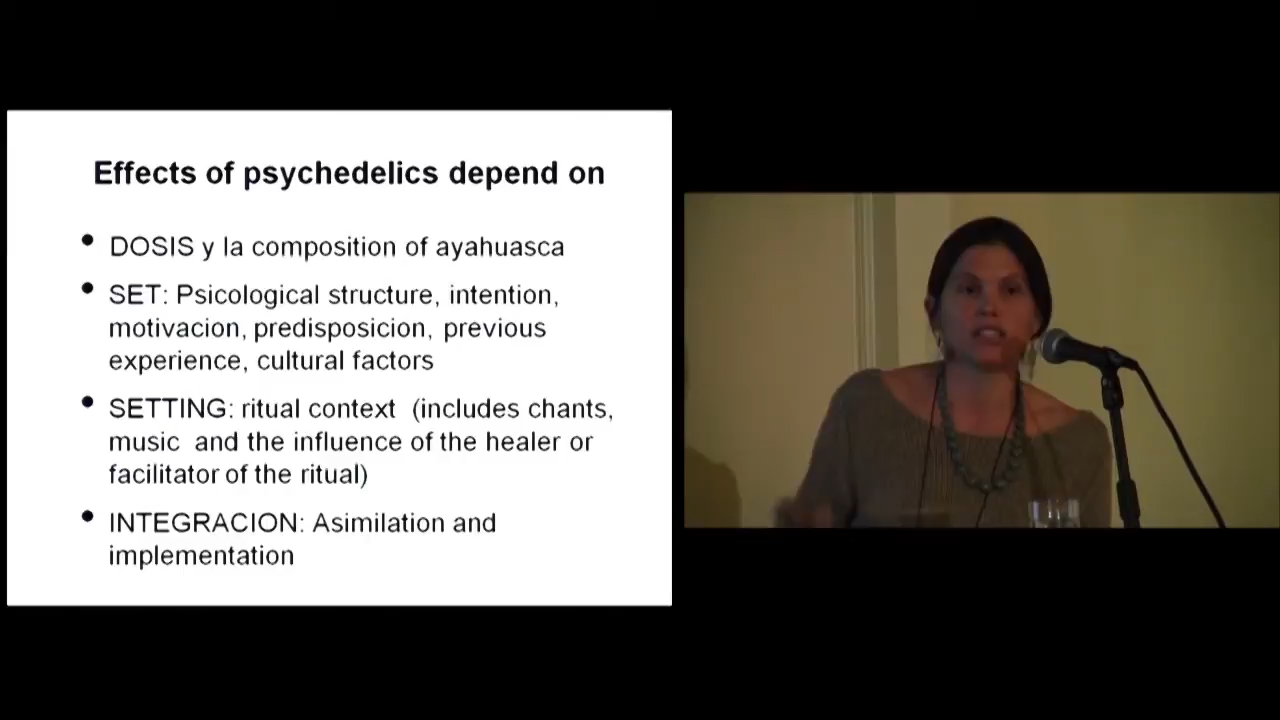 Effects of psychedelics depend on
• DOSIS y la composition of ayahuasca
• SET: Psicological structure, intention,
motivacion, predisposicion, previous
experience, cultural factors
• SETTING: ritual context (includes chants,
music and the influence of the healer or
facilitator of the ritual)
• INTEGRACION: Asimilation and
implementation